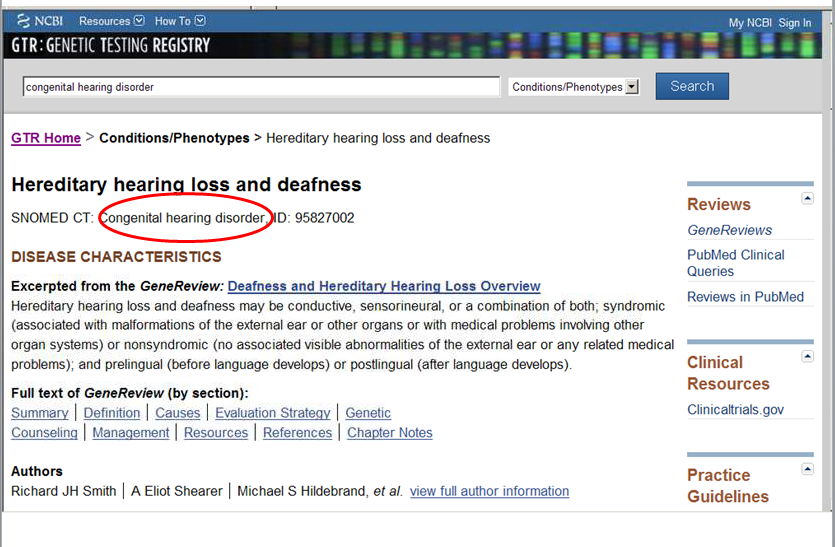 NCBI Resources How To My NCBI Sign In
GTR: GENETIC TESTING REGISTRY
congenital hearing disorder Conditions/Phenotypes Search
GTR Home > Conditions/Phenotypes > Hereditary hearing loss and deafness
Hereditary hearing loss and deafness
SNOMED CT: Congenital hearing disorder, ID: 95827002
DISEASE CHARACTERISTICS
Excerpted from the GeneReview: Deafness and Hereditary Hearing Loss Overview
Hereditary hearing loss and deafness may be conductive, sensorineural, or a combination of both; syndromic
(associated with malformations of the external ear or other organs or with medical problems involving other
organ systems) or nonsyndromic (no associated visible abnormalities of the external ear or any related medical
problems); and prelingual (before language develops) or postlingual (after language develops).
Full text of GeneReview (by section):
Summary | Definition | Causes | Evaluation Strategy | Genetic
Counseling | Management | Resources | References | Chapter Notes
Authors
Richard JH Smith | A Eliot Shearer | Michael S Hildebrand, et al. view full author information
Reviews
GeneReviews
PubMed Clinical
Queries
Reviews in PubMed
Clinical
Resources
Clinicaltrials.gov
Practice
Guidelines